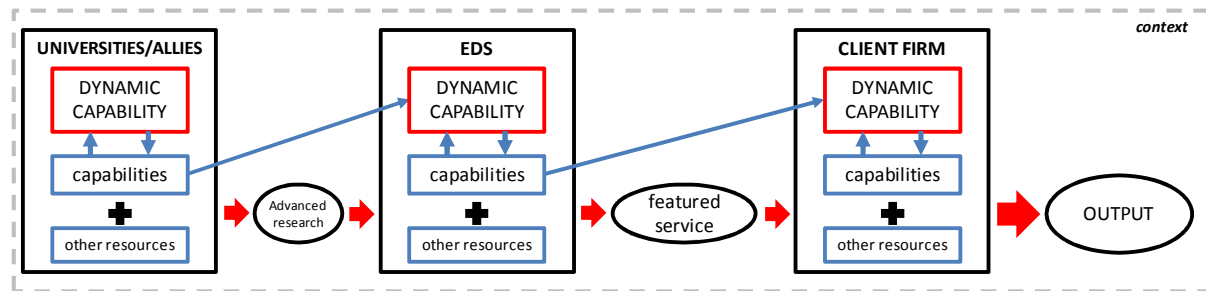 context
UNIVERSITIES/ALLIES
DYNAMIC
CAPABILITY
capabilities
other resources
Advanced
research
EDS
DYNAMIC
CAPABILITY
capabilities
other resources
featured
service
CLIENT FIRM
DYNAMIC
CAPABILITY
capabilities
other resources
OUTPUT